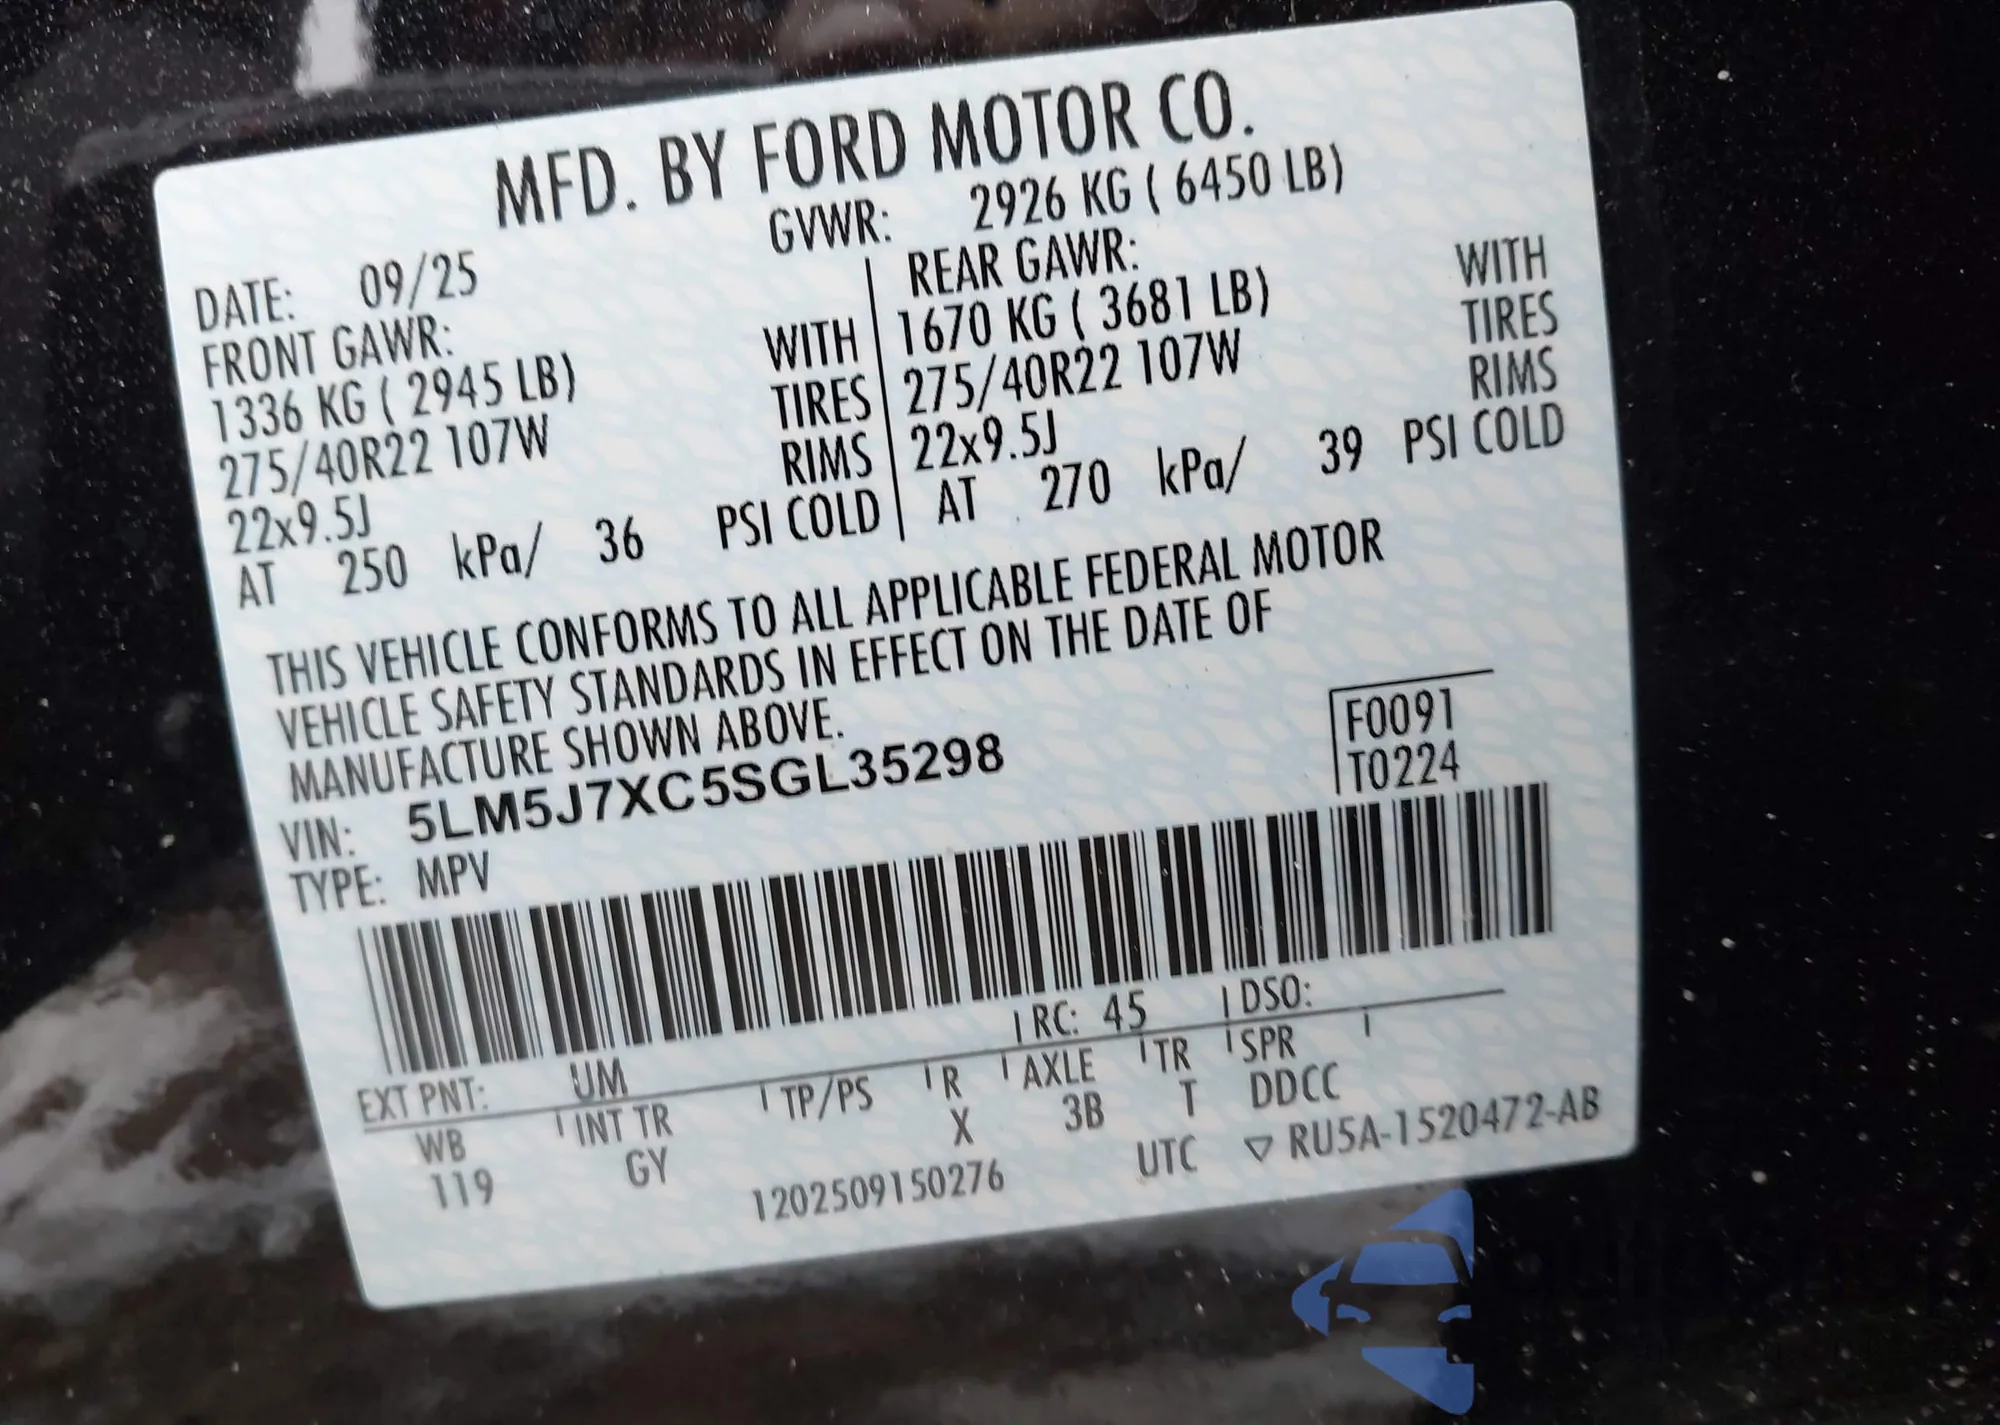 MFD. BY FORD MOTOR CO.
DATE: 09/25 GVWR: 2926 KG ( 6450 LB)
FRONT GAWR: REAR GAWR:
1336 KG ( 2945 LB) WITH 1670 KG ( 3681 LB) WITH
275/40R22 107W TIRES 275/40R22 107W TIRES
22x9.5J RIMS 22x9.5J RIMS
AT 250 kPa/ 36 PSI COLD AT 270 kPa/ 39 PSI COLD
THIS VEHICLE CONFORMS TO ALL APPLICABLE FEDERAL MOTOR
VEHICLE SAFETY STANDARDS IN EFFECT ON THE DATE OF
MANUFACTURE SHOWN ABOVE.
F0091
VIN: 5LM5J7XC5SGL35298 T0224
TYPE: MPV
EXT PNT: UM RC: 45 DSO:
WB INT TR TP/PS R AXLE TR SPR
119 GY X 3B T DDCC
1202509150276 UTC ▽ RU5A-1520472-AB